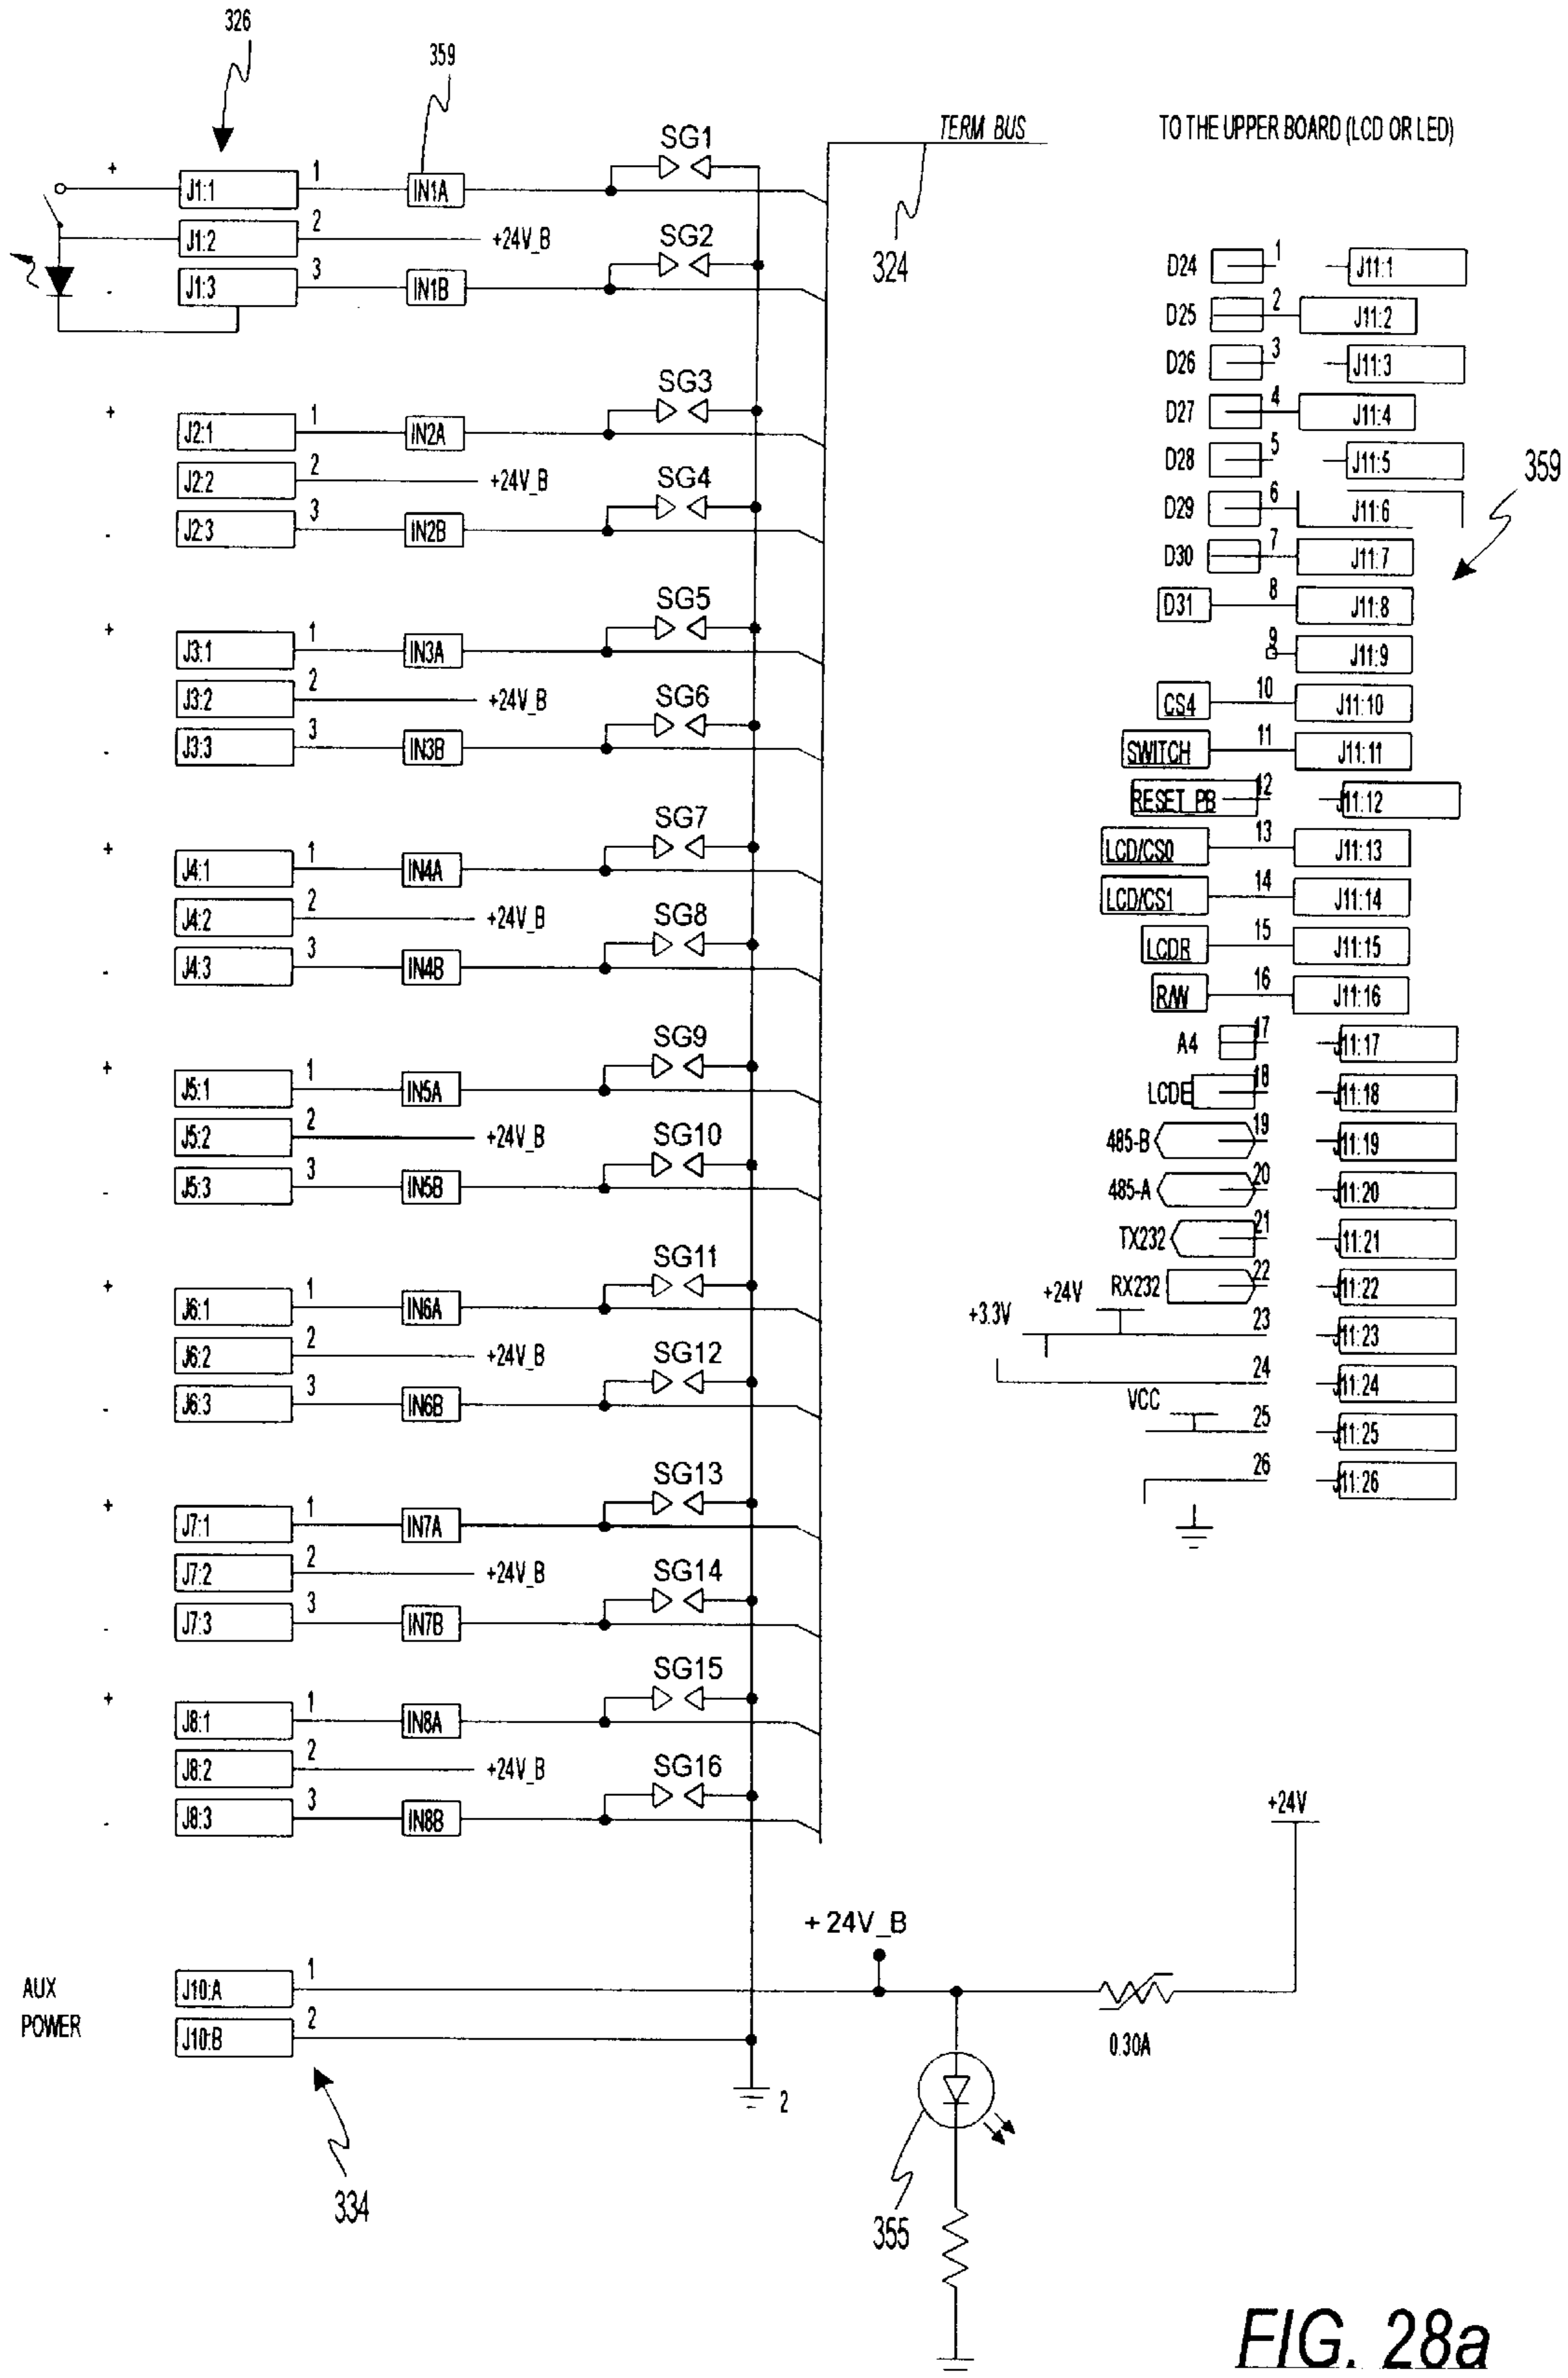 326
359
TERM BUS
324
+ J1:1 1 IN1A SG1
J1:2 2 +24V_B
- J1:3 3 IN1B SG2
+ J2:1 1 IN2A SG3
J2:2 2 +24V_B
- J2:3 3 IN2B SG4
+ J3:1 1 IN3A SG5
J3:2 2 +24V_B
- J3:3 3 IN3B SG6
+ J4:1 1 IN4A SG7
J4:2 2 +24V_B
- J4:3 3 IN4B SG8
+ J5:1 1 IN5A SG9
J5:2 2 +24V_B
- J5:3 3 IN5B SG10
+ J6:1 1 IN6A SG11
J6:2 2 +24V_B
- J6:3 3 IN6B SG12
+ J7:1 1 IN7A SG13
J7:2 2 +24V_B
- J7:3 3 IN7B SG14
+ J8:1 1 IN8A SG15
J8:2 2 +24V_B
- J8:3 3 IN8B SG16
TO THE UPPER BOARD (LCD OR LED)
D24 1 J11:1
D25 2 J11:2
D26 3 J11:3
D27 4 J11:4
D28 5 J11:5
359
D29 6 J11:6
D30 7 J11:7
D31 8 J11:8
9 J11:9
CS4 10 J11:10
SWITCH 11 J11:11
RESET_PB 12 J11:12
LCD/CS0 13 J11:13
LCD/CS1 14 J11:14
LCDR 15 J11:15
R/W 16 J11:16
A4 17 J11:17
LCDE 18 J11:18
485-B 19 J11:19
485-A 20 J11:20
TX232 21 J11:21
RX232 22 J11:22
+3.3V +24V 23 J11:23
24 J11:24
VCC 25 J11:25
26 J11:26
+24V
+24V_B
AUX
POWER
J10:A 1
J10:B 2
0.30A
2
334
355
FIG. 28a